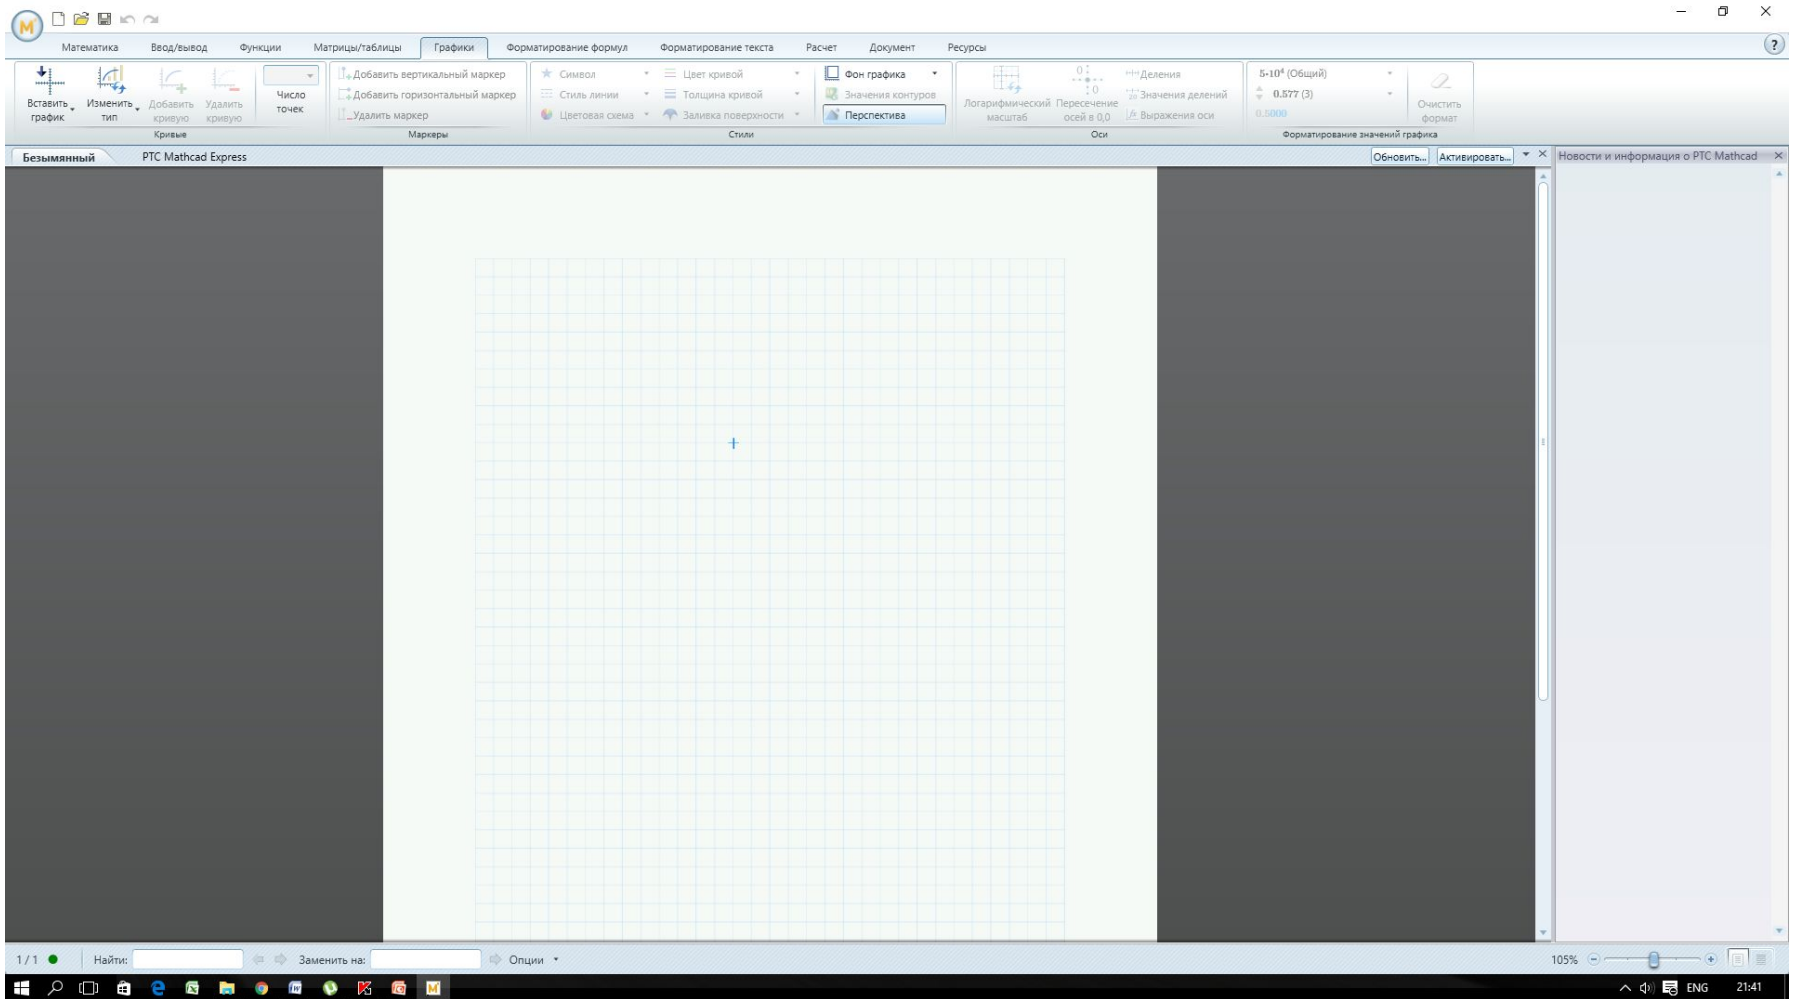 Математика Ввод/вывод Функции Матрицы/таблицы Графики Форматирование формул Форматирование текста Расчет Документ Ресурсы
Вставить график
Изменить тип
Добавить кривую
Удалить кривую
Число точек
Кривые
Добавить вертикальный маркер
Добавить горизонтальный маркер
Удалить маркер
Маркеры
Символ
Стиль линии
Цветовая схема
Цвет кривой
Толщина кривой
Заливка поверхности
Фон графика
Значения контуров
Перспектива
Стили
Логарифмический масштаб
Пересечение осей в 0,0
Деления
Значения делений
Выражения оси
Оси
5·10⁴ (Общий)
0.577 (3)
0.5000
Очистить формат
Форматирование значений графика
Безымянный PTC Mathcad Express Обновить... Активировать... Новости и информация о PTC Mathcad
1 / 1 Найти: Заменить на: Опции 105%
ENG 21:41